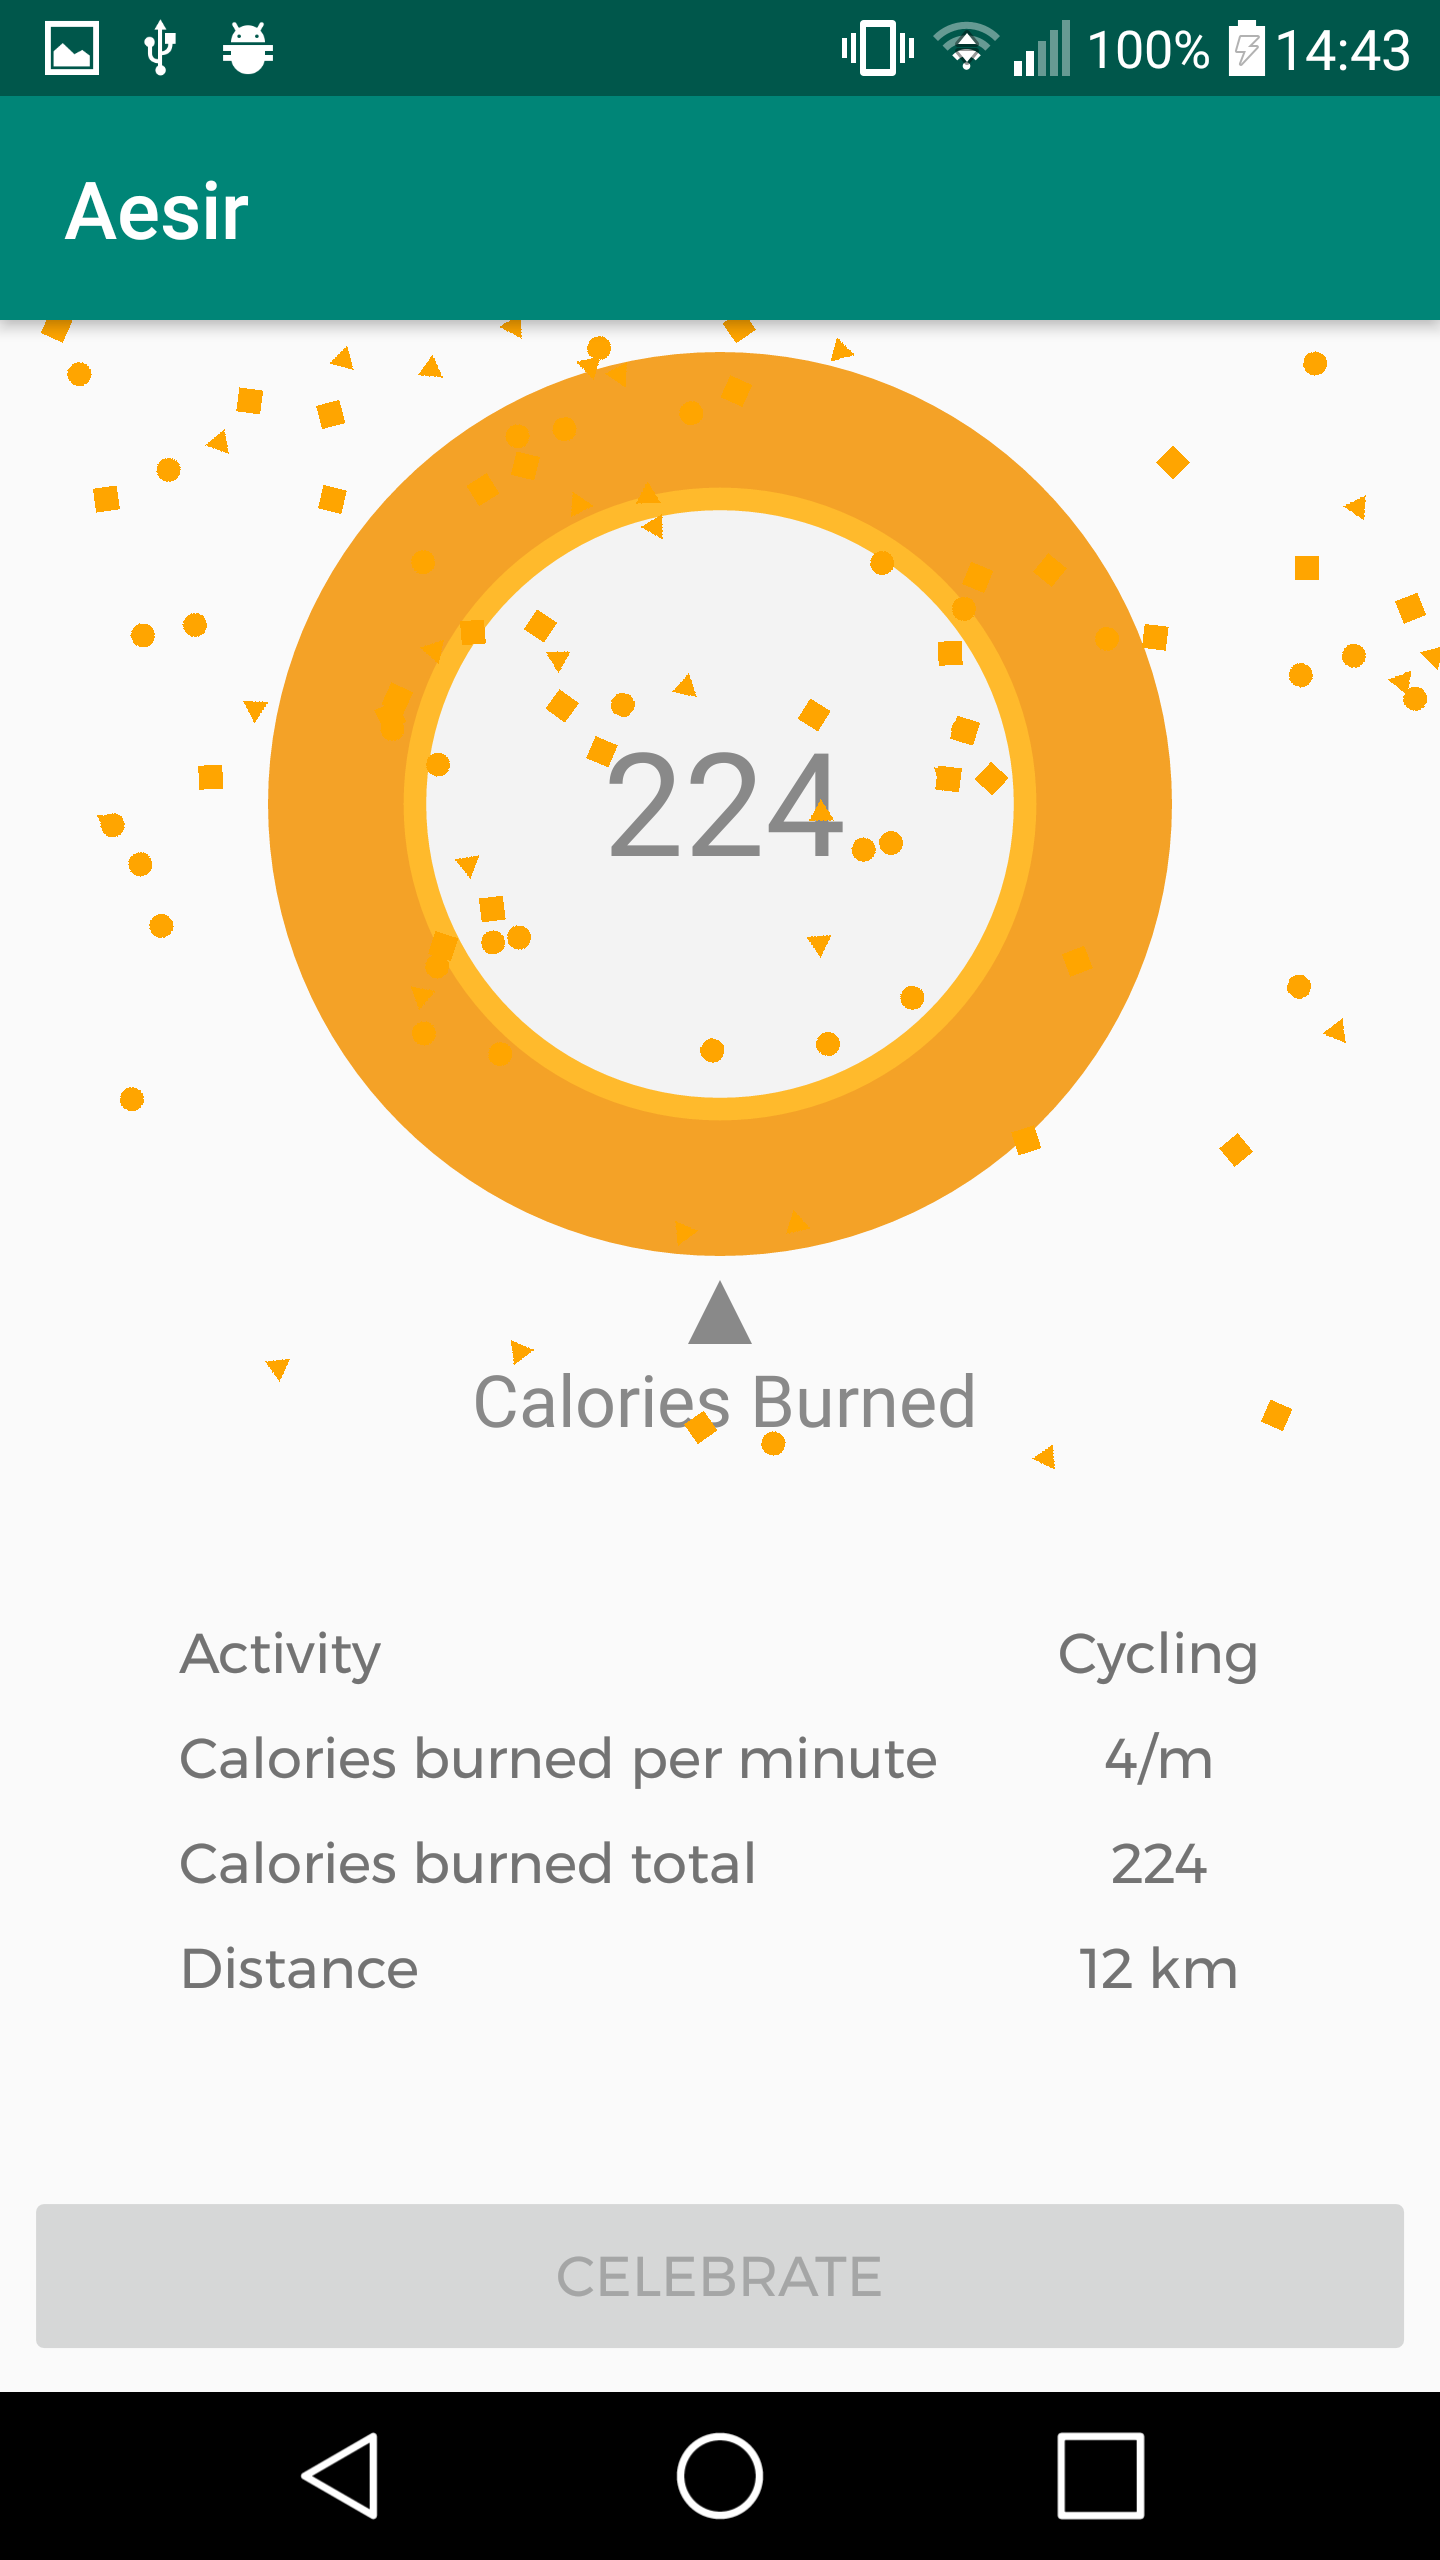 100% 14:43
Aesir
224
Calories Burned
Activity Cycling
Calories burned per minute 4/m
Calories burned total 224
Distance 12 km
CELEBRATE